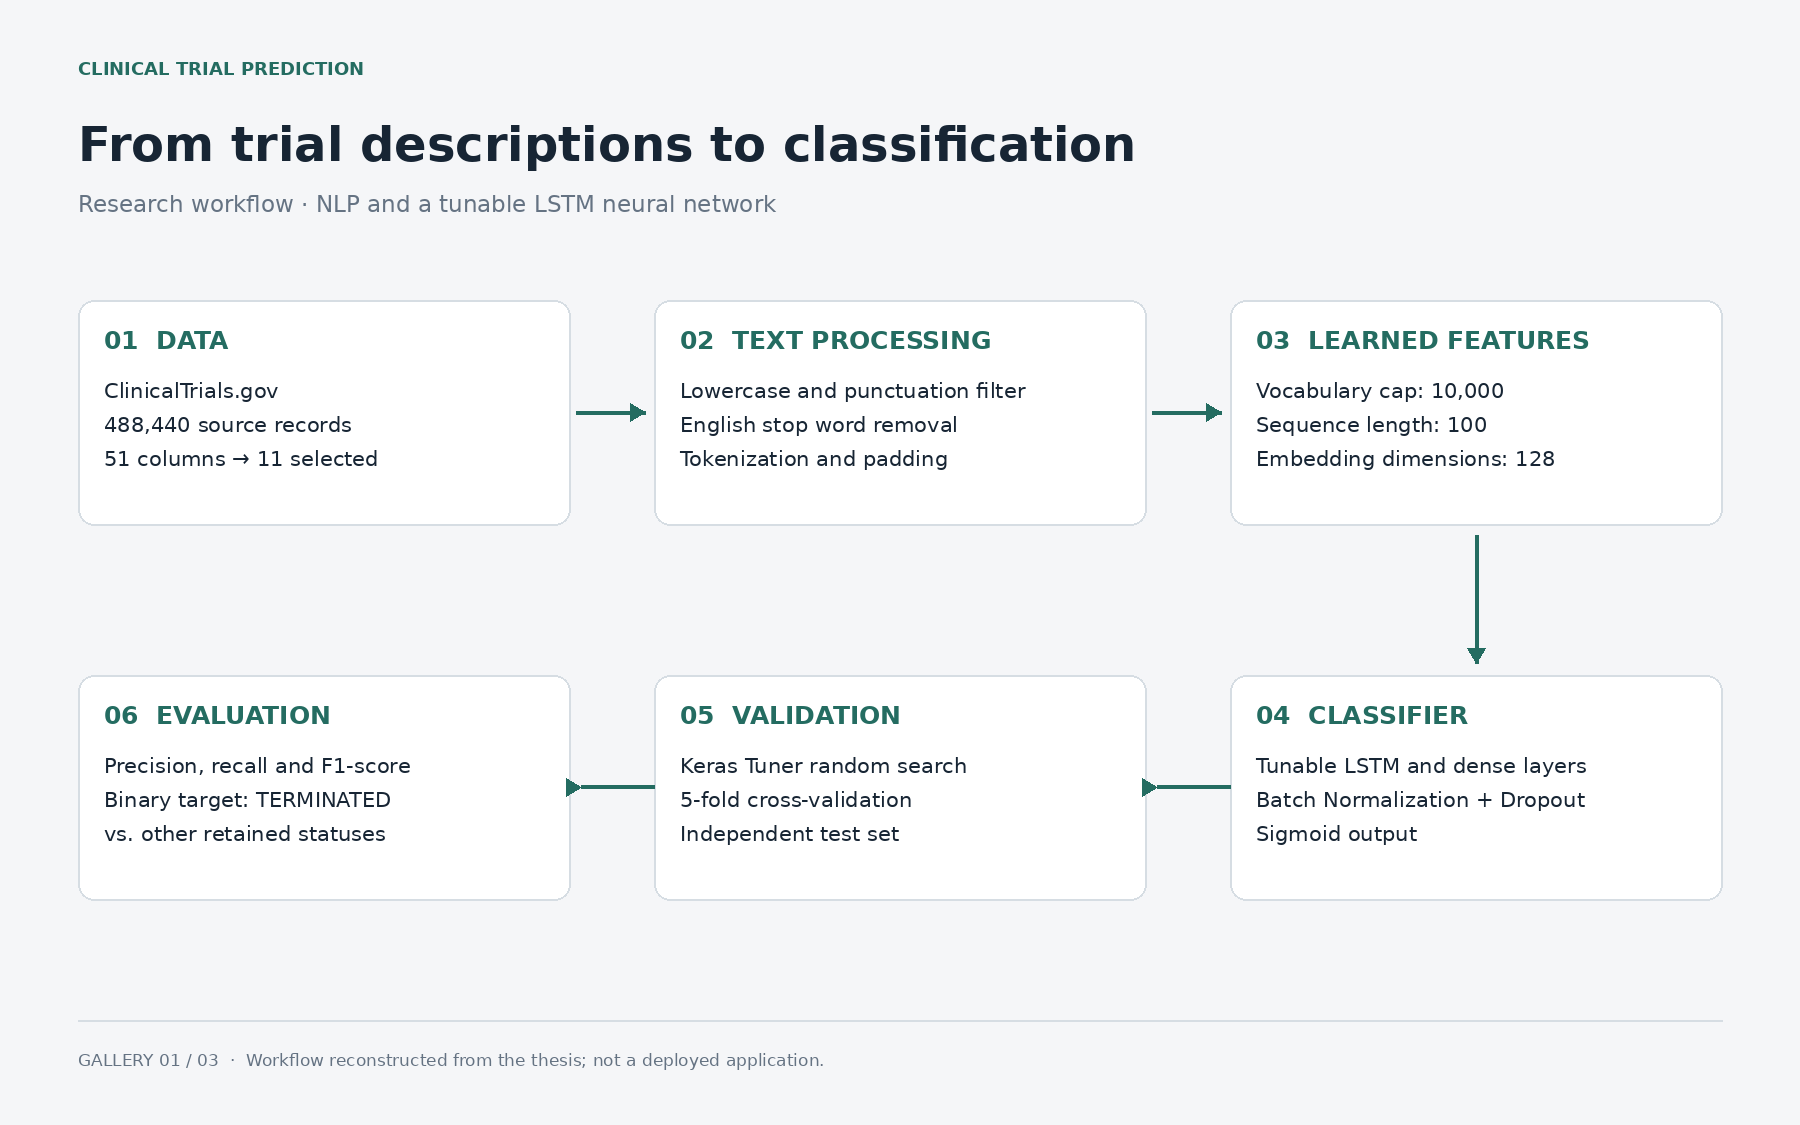 CLINICAL TRIAL PREDICTION
From trial descriptions to classification
Research workflow · NLP and a tunable LSTM neural network
01 DATA
ClinicalTrials.gov
488,440 source records
51 columns → 11 selected
02 TEXT PROCESSING
Lowercase and punctuation filter
English stop word removal
Tokenization and padding
03 LEARNED FEATURES
Vocabulary cap: 10,000
Sequence length: 100
Embedding dimensions: 128
04 CLASSIFIER
Tunable LSTM and dense layers
Batch Normalization + Dropout
Sigmoid output
05 VALIDATION
Keras Tuner random search
5-fold cross-validation
Independent test set
06 EVALUATION
Precision, recall and F1-score
Binary target: TERMINATED
vs. other retained statuses
GALLERY 01 / 03 · Workflow reconstructed from the thesis; not a deployed application.